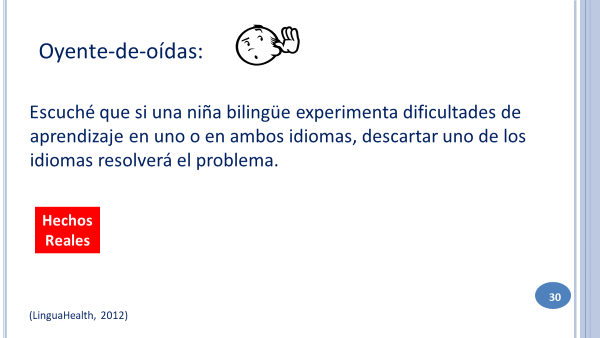 Oyente-de-oídas:
Escuché que si una niña bilingüe experimenta dificultades de
aprendizaje en uno o en ambos idiomas, descartar uno de los
idiomas resolverá el problema.
Hechos
Reales
30
(LinguaHealth, 2012)